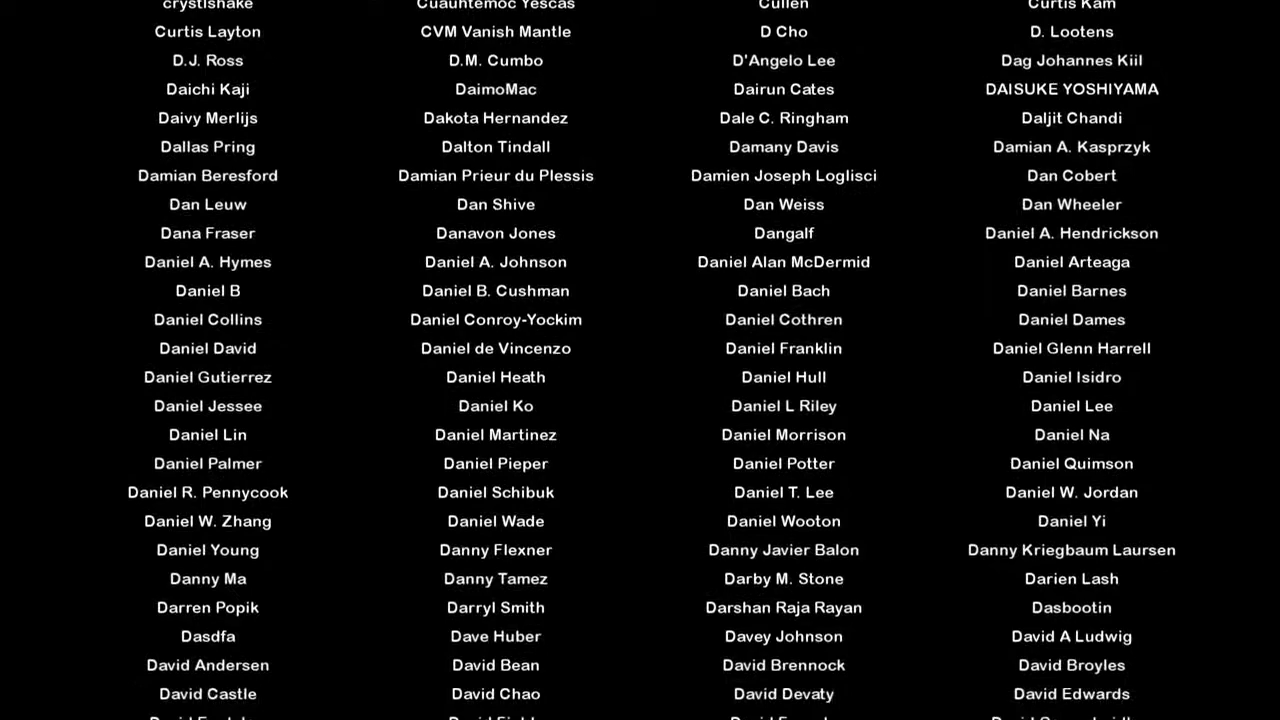 crystlshake Cuauhtemoc Yescas Cullen Curtis Kam
Curtis Layton CVM Vanish Mantle D Cho D. Lootens
D.J. Ross D.M. Cumbo D'Angelo Lee Dag Johannes Kiil
Daichi Kaji DaimoMac Dairun Cates DAISUKE YOSHIYAMA
Daivy Merlijs Dakota Hernandez Dale C. Ringham Daljit Chandi
Dallas Pring Dalton Tindall Damany Davis Damian A. Kasprzyk
Damian Beresford Damian Prieur du Plessis Damien Joseph Loglisci Dan Cobert
Dan Leuw Dan Shive Dan Weiss Dan Wheeler
Dana Fraser Danavon Jones Dangalf Daniel A. Hendrickson
Daniel A. Hymes Daniel A. Johnson Daniel Alan McDermid Daniel Arteaga
Daniel B Daniel B. Cushman Daniel Bach Daniel Barnes
Daniel Collins Daniel Conroy-Yockim Daniel Cothren Daniel Dames
Daniel David Daniel de Vincenzo Daniel Franklin Daniel Glenn Harrell
Daniel Gutierrez Daniel Heath Daniel Hull Daniel Isidro
Daniel Jessee Daniel Ko Daniel L Riley Daniel Lee
Daniel Lin Daniel Martinez Daniel Morrison Daniel Na
Daniel Palmer Daniel Pieper Daniel Potter Daniel Quimson
Daniel R. Pennycook Daniel Schibuk Daniel T. Lee Daniel W. Jordan
Daniel W. Zhang Daniel Wade Daniel Wooton Daniel Yi
Daniel Young Danny Flexner Danny Javier Balon Danny Kriegbaum Laursen
Danny Ma Danny Tamez Darby M. Stone Darien Lash
Darren Popik Darryl Smith Darshan Raja Rayan Dasbootin
Dasdfa Dave Huber Davey Johnson David A Ludwig
David Andersen David Bean David Brennock David Broyles
David Castle David Chao David Devaty David Edwards
David David David David